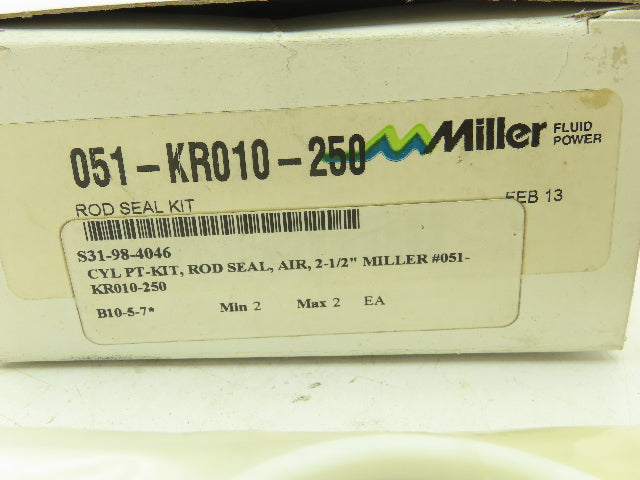 051-KR010-250
Miller FLUID POWER
ROD SEAL KIT
FEB 13
S31-98-4046
CYL PT-KIT, ROD SEAL, AIR, 2-1/2" MILLER #051-
KR010-250
B10-5-7* Min 2 Max 2 EA